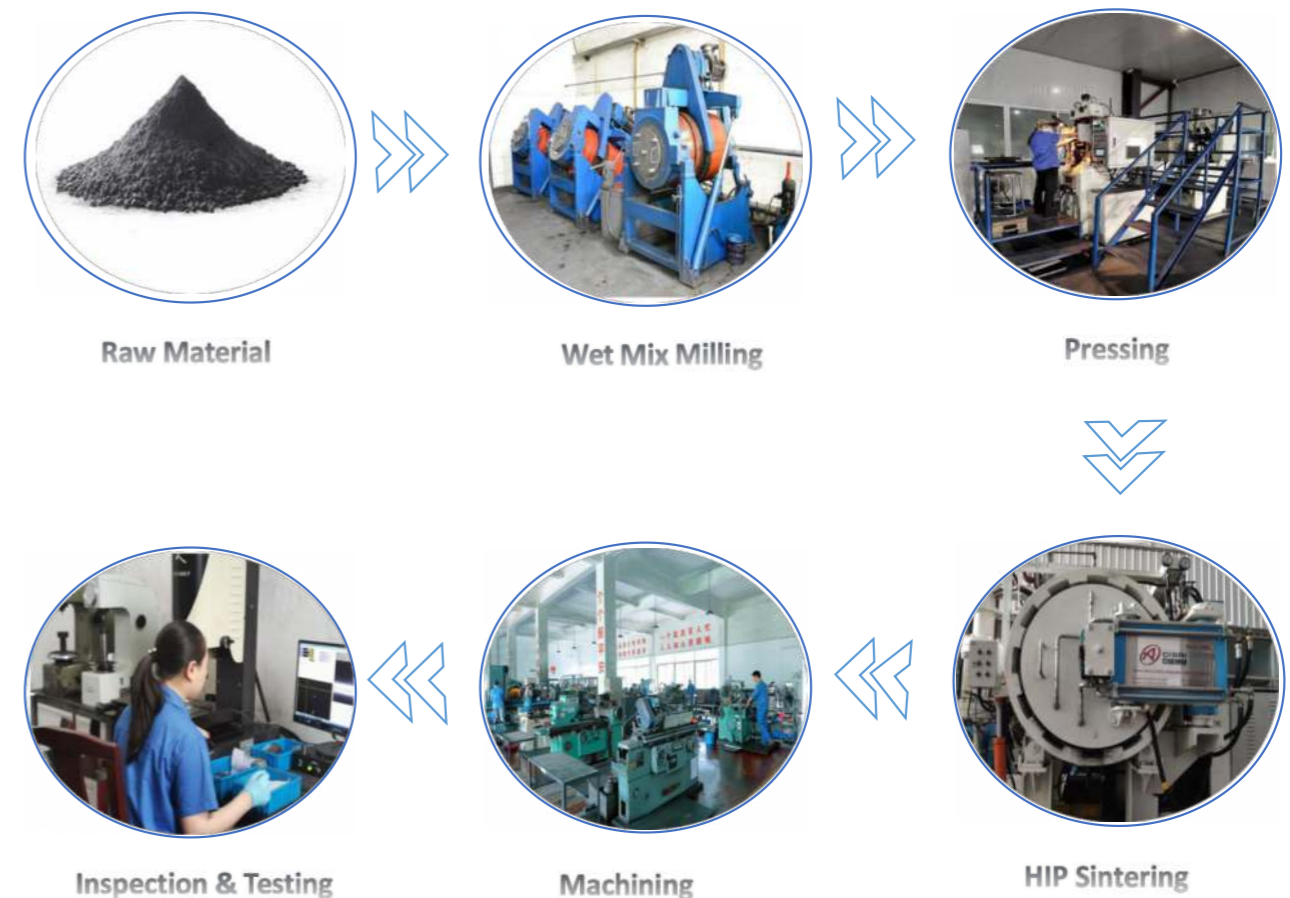 Raw Material
Wet Mix Milling
Pressing
HIP Sintering
Machining
Inspection & Testing